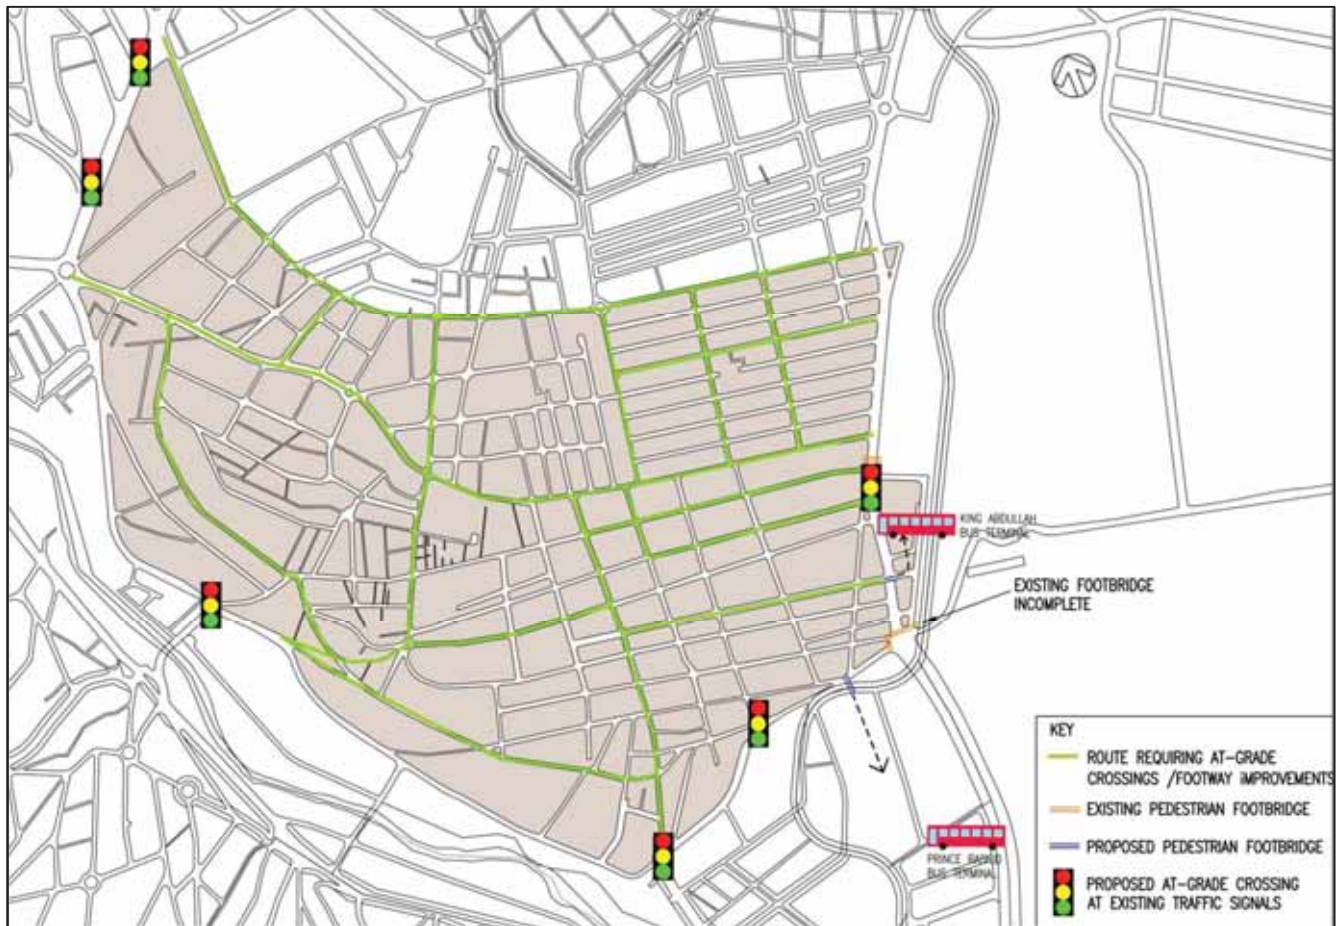 KING ABDULLAH
BUS TERMINAL
EXISTING FOOTBRIDGE
INCOMPLETE
PRINCE
BUS TERMINAL
KEY
ROUTE REQUIRING AT-GRADE
CROSSINGS /FOOTWAY IMPROVEMENTS
EXISTING PEDESTRIAN FOOTBRIDGE
PROPOSED PEDESTRIAN FOOTBRIDGE
PROPOSED AT-GRADE CROSSING
AT EXISTING TRAFFIC SIGNALS